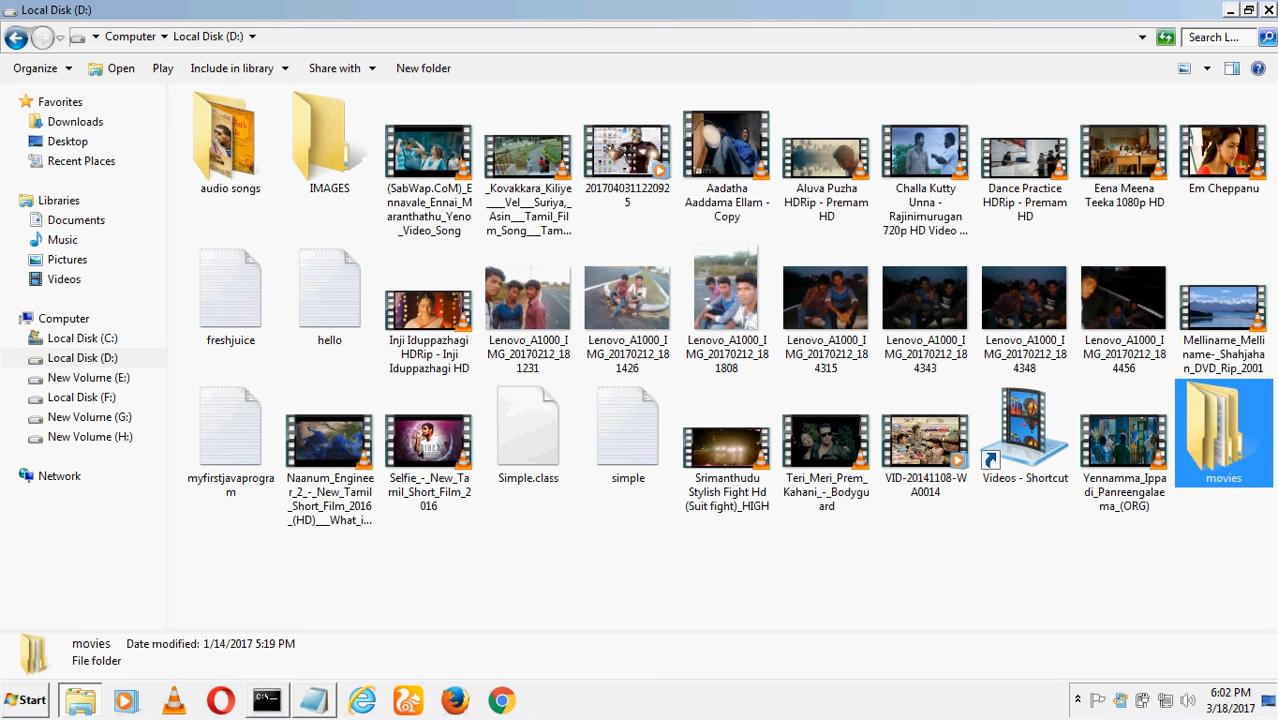 Local Disk (D:)
Computer
Local Disk (D:)
Search L...
Organize
Open
Play
Include in library
Share with
New folder
Favorites
Downloads
Desktop
Recent Places
Libraries
Documents
Music
Pictures
Videos
Computer
Local Disk (C:)
Local Disk (D:)
New Volume (E:)
Local Disk (F:)
New Volume (G:)
New Volume (H:)
Network
audio songs
IMAGES
(SabWap.CoM)_E
nnavale_Ennai_M
aranthathu_Yeno
_Video_Song
_Kovakkara_Kiliye
___Vel__Suriya,_
Asin__Tamil_Fil
m_Song___Tam...
201704031122092
5
Aadatha
Aaddama Ellam -
Copy
Aluva Puzha
HDRip - Premam
HD
Challa Kutty
Unna -
Rajinimurugan
720p HD Video ...
Dance Practice
HDRip - Premam
HD
Eena Meena
Teeka 1080p HD
Em Cheppanu
freshjuice
hello
Inji Iduppazhagi
HDRip - Inji
Iduppazhagi HD
Lenovo_A1000_I
MG_20170212_18
1231
Lenovo_A1000_I
MG_20170212_18
1426
Lenovo_A1000_I
MG_20170212_18
1808
Lenovo_A1000_I
MG_20170212_18
4315
Lenovo_A1000_I
MG_20170212_18
4343
Lenovo_A1000_I
MG_20170212_18
4348
Lenovo_A1000_I
MG_20170212_18
4456
Melliname_Melli
name-_Shahjaha
n_DVD_Rip_2001
myfirstjavaprogra
m
Naanum_Enginee
r_2_-_New_Tamil
_Short_Film_2016
_(HD)___What_i...
Selfie_-_New_Ta
mil_Short_Film_2
016
Simple.class
simple
Srimanthudu
Stylish Fight Hd
(Suit fight)_HIGH
Teri_Meri_Prem_
Kahani_-_Bodygu
ard
VID-20141108-W
A0014
Videos - Shortcut
Yennamma_Ippa
di_Panreengalae
ma_(ORG)
movies
movies
Date modified: 1/14/2017 5:19 PM
File folder
Start
6:02 PM
3/18/2017